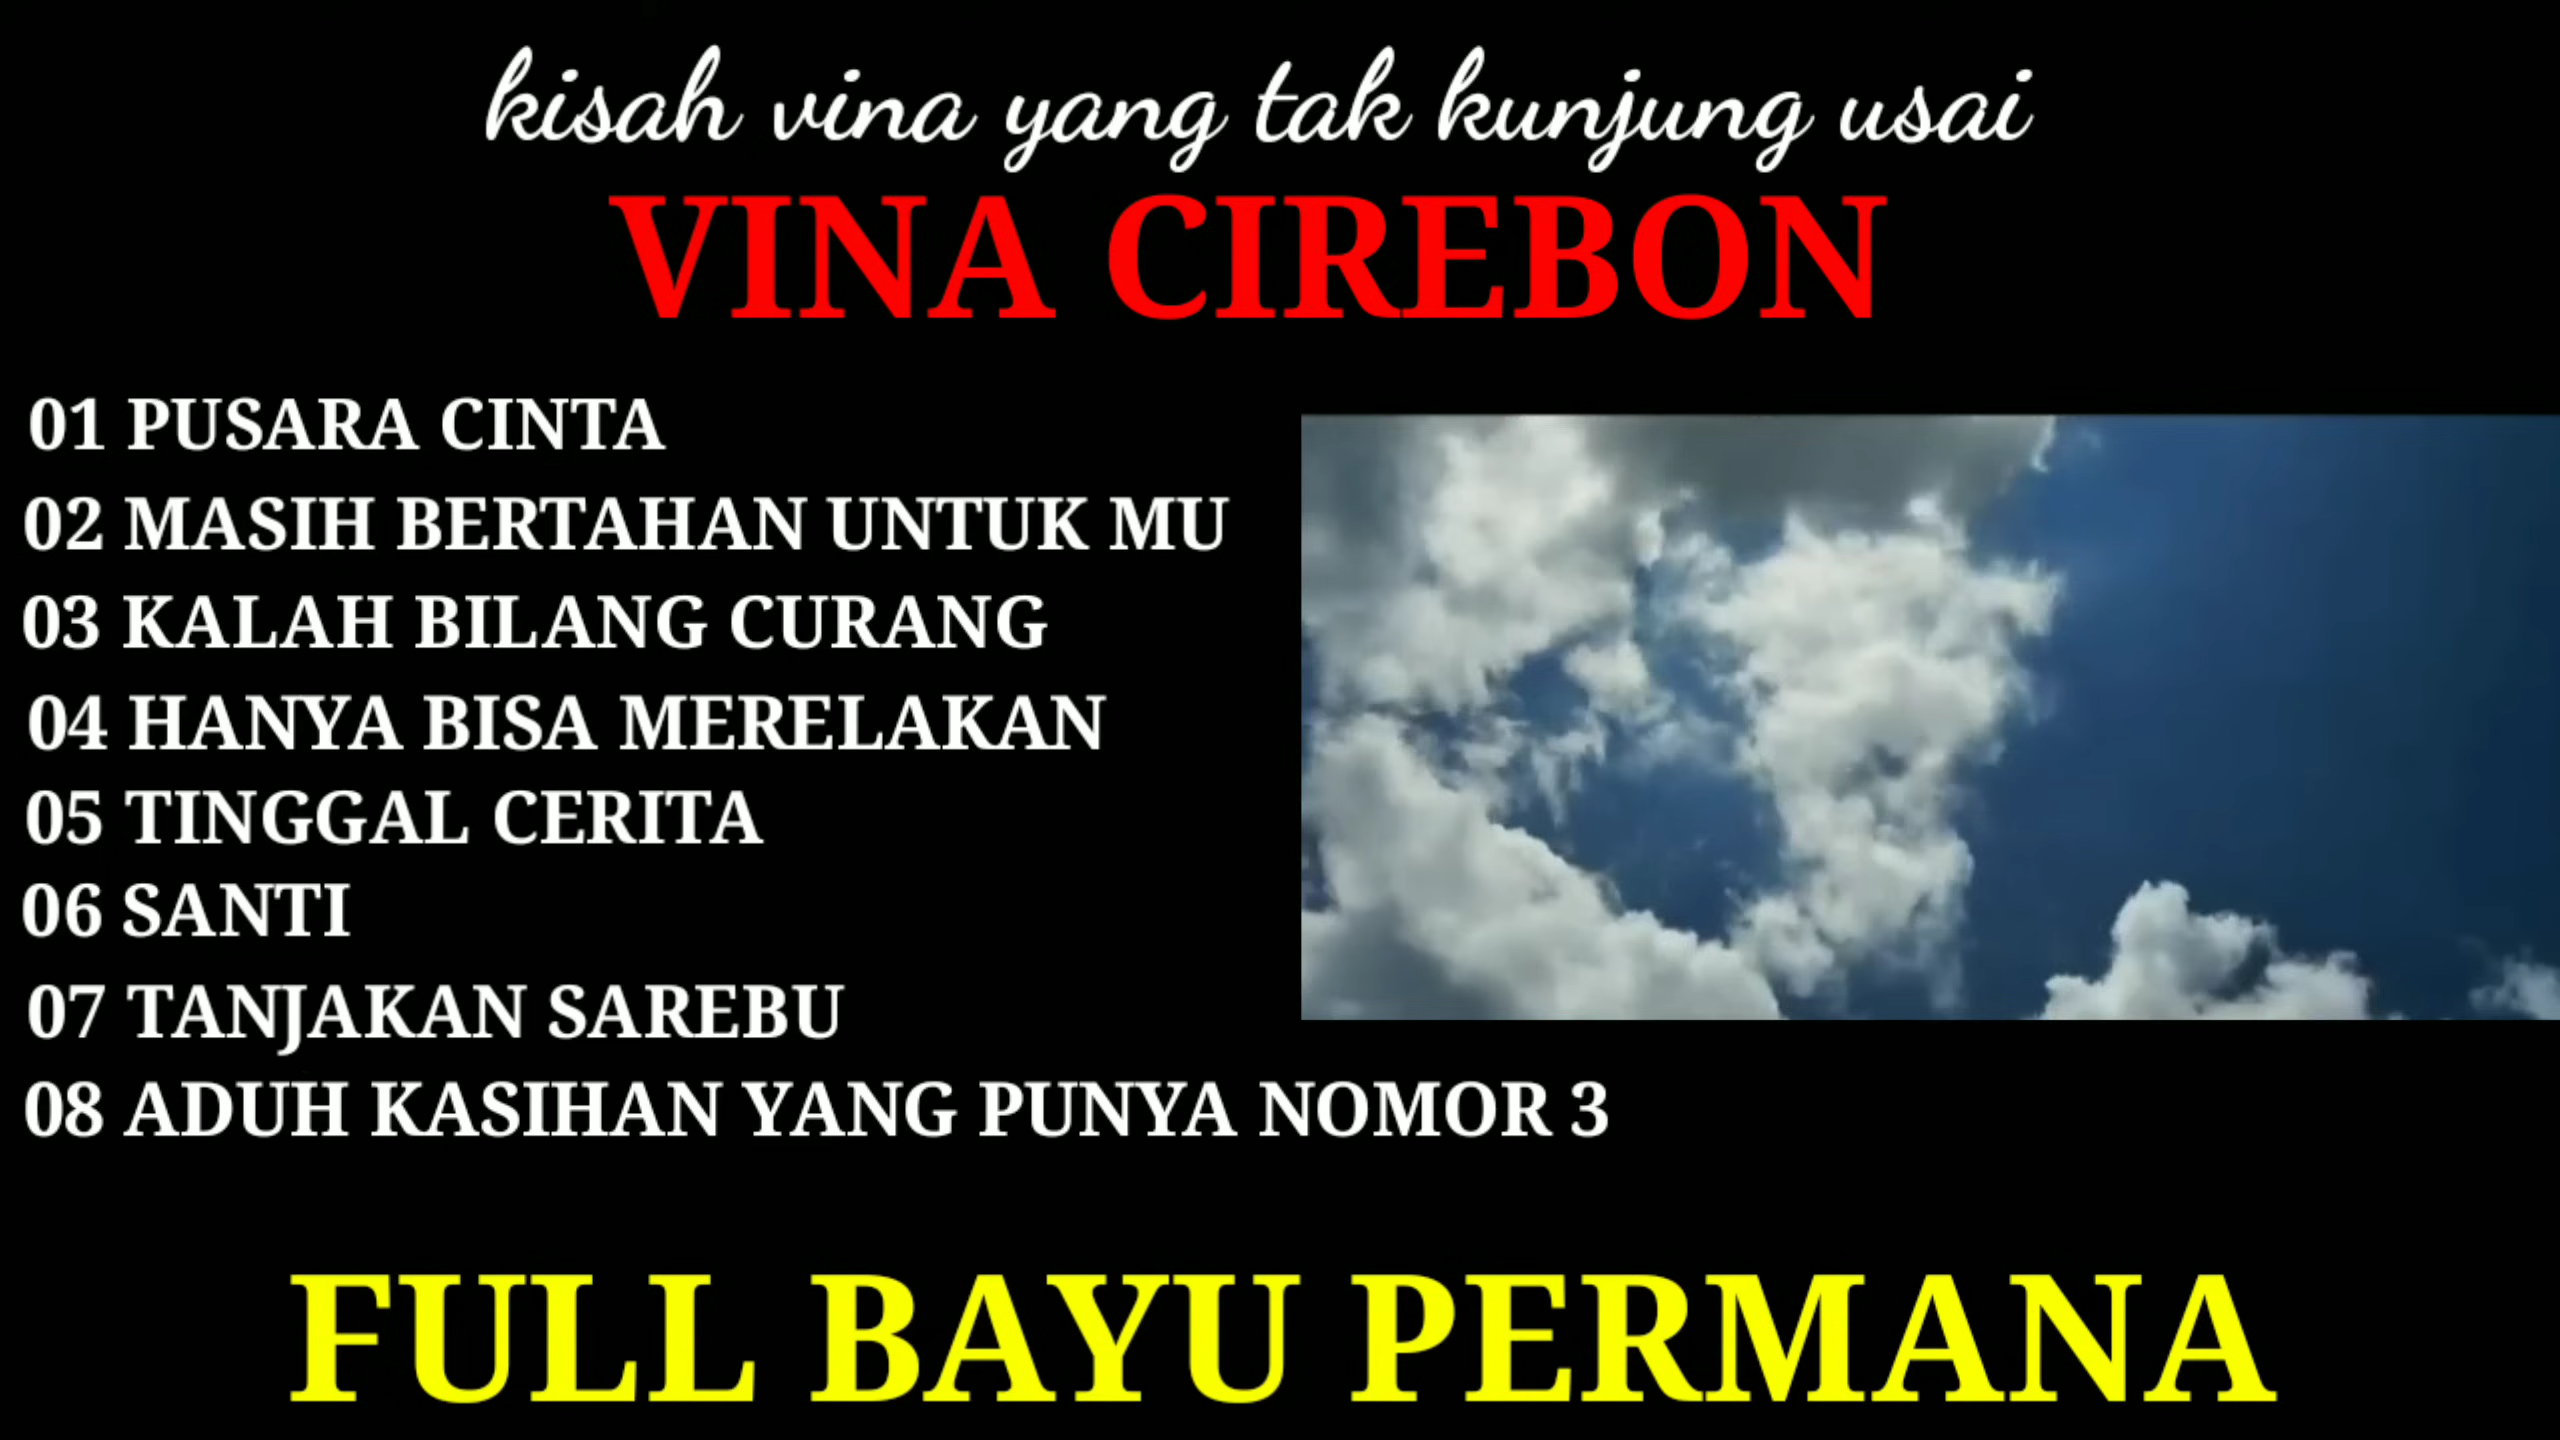 kisah vina yang tak kunjung usai
VINA CIREBON
01 PUSARA CINTA
02 MASIH BERTAHAN UNTUK MU
03 KALAH BILANG CURANG
04 HANYA BISA MERELAKAN
05 TINGGAL CERITA
06 SANTI
07 TANJAKAN SAREBU
08 ADUH KASIHAN YANG PUNYA NOMOR 3
FULL BAYU PERMANA